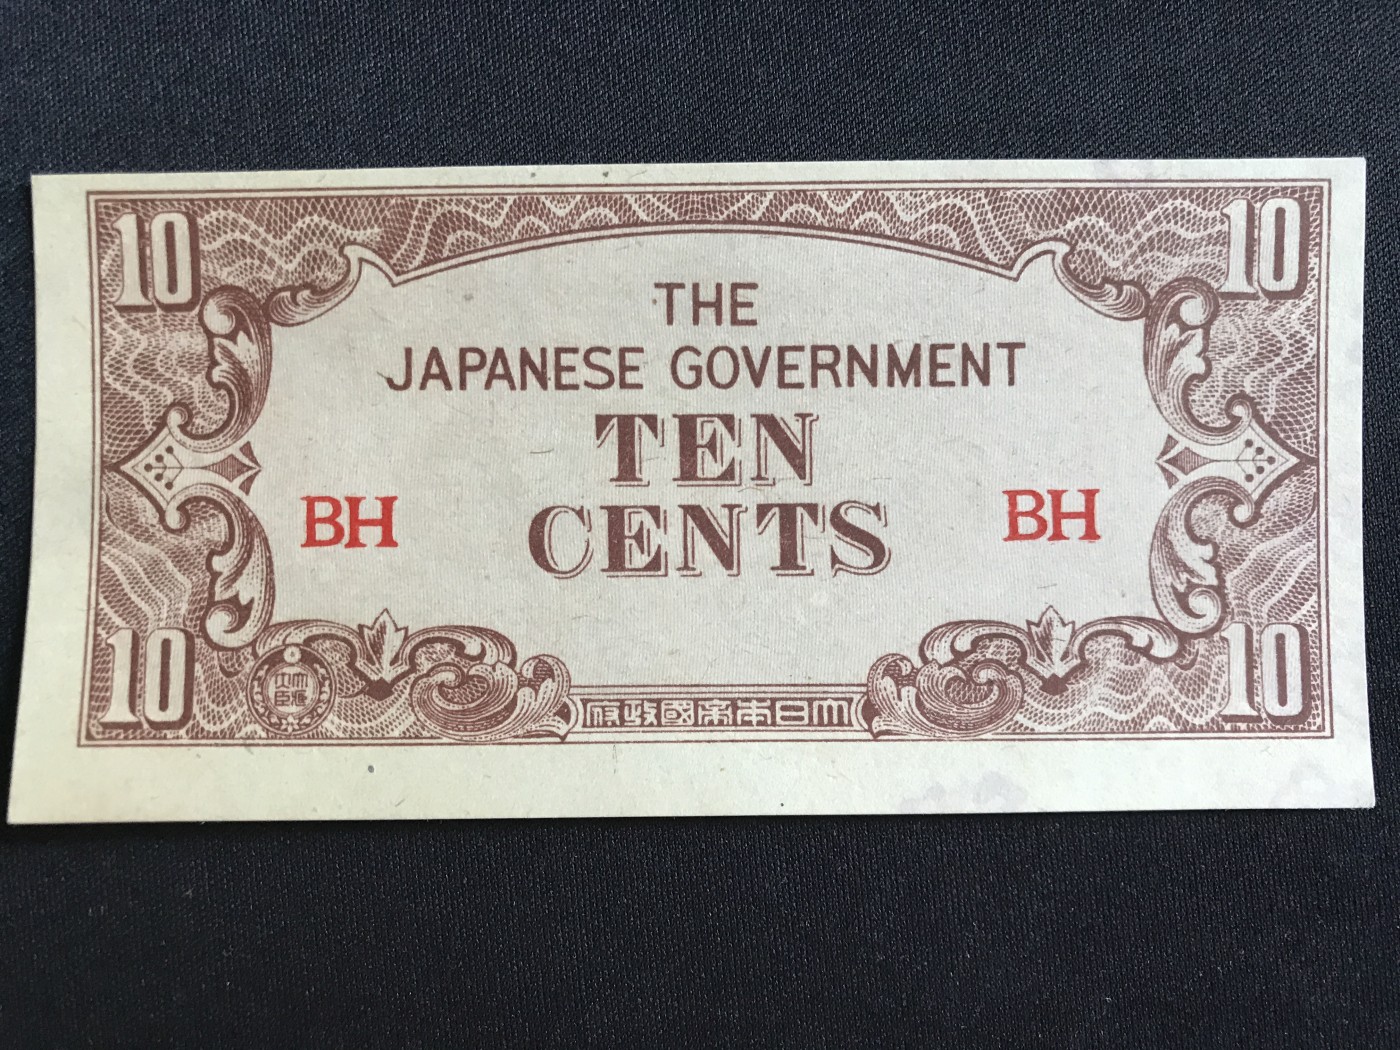 10 10
THE
JAPANESE GOVERNMENT
TEN
CENTS
BH BH
10 10
府政國帝本日大